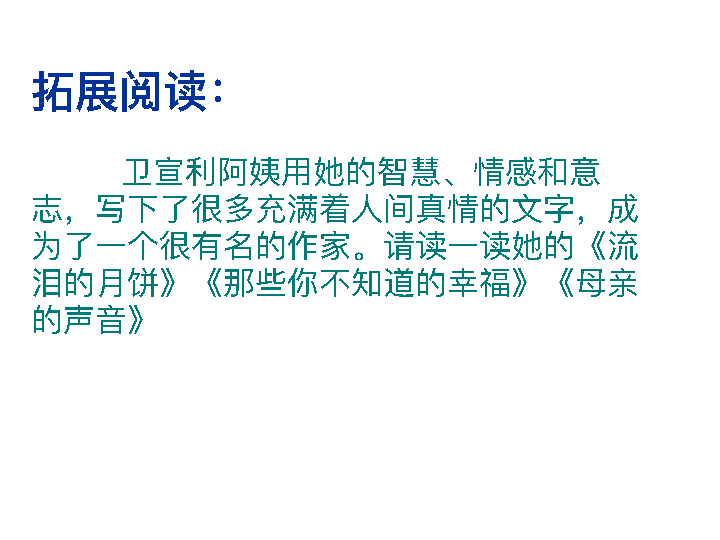 拓展阅读：
卫宣利阿姨用她的智慧、情感和意
志，写下了很多充满着人间真情的文字，成
为了一个很有名的作家。请读一读她的《流
泪的月饼》《那些你不知道的幸福》《母亲
的声音》